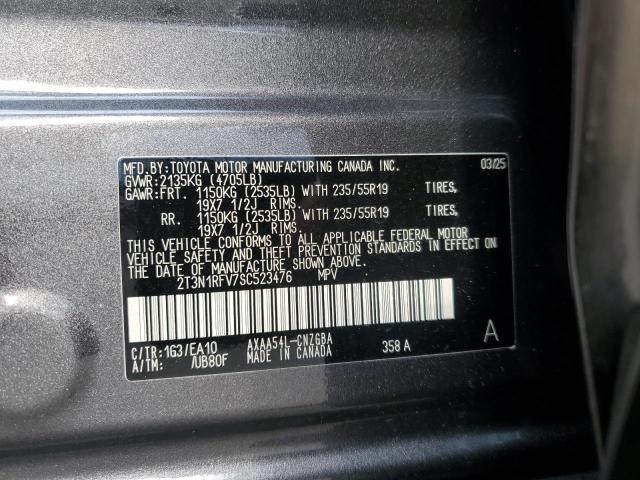 MFD.BY:TOYOTA MOTOR MANUFACTURING CANADA INC. 03/25
GVWR:2135KG (4705LB)
GAWR:FRT. 1150KG (2535LB) WITH 235/55R19 TIRES,
19X7 1/2J RIMS.
RR. 1150KG (2535LB) WITH 235/55R19 TIRES,
19X7 1/2J RIMS.
THIS VEHICLE CONFORMS TO ALL APPLICABLE FEDERAL MOTOR
VEHICLE SAFETY AND THEFT PREVENTION STANDARDS IN EFFECT ON
THE DATE OF MANUFACTURE SHOWN ABOVE.
2T3N1RFV7SC523476 MPV
C/TR:1G3/EA10 AXAA54L-CNZGBA 358 A A
A/TM: /UB80F MADE IN CANADA